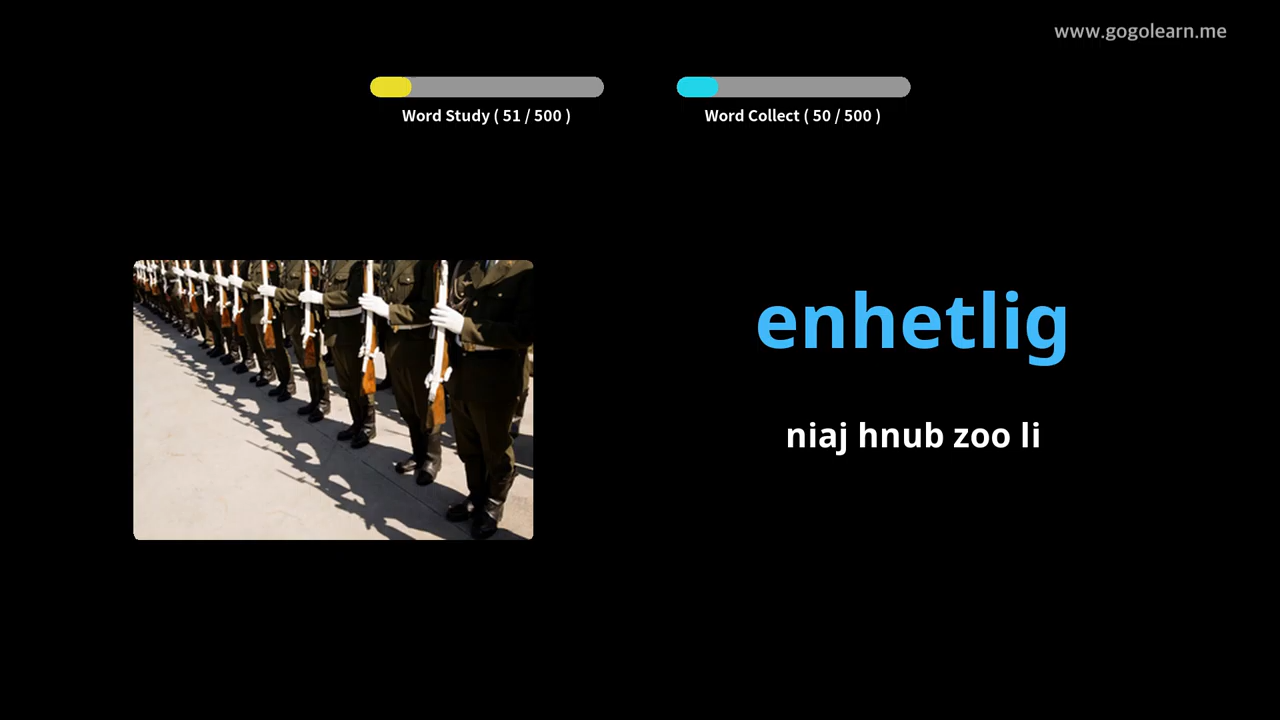 www.gogolearn.me
Word Study ( 51 / 500 )
Word Collect ( 50 / 500 )
enhetlig
niaj hnub zoo li